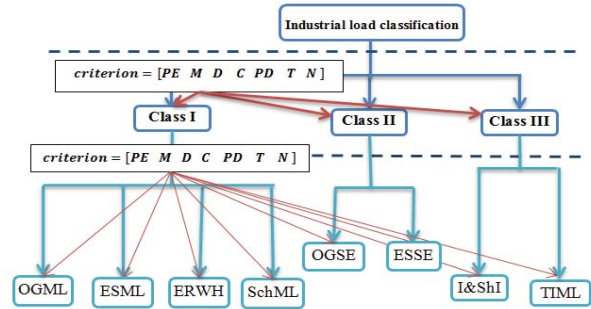 Industrial load classification
criterion = [PE M D C PD T N]
Class I
Class II
Class III
criterion = [PE M D C PD T N]
OGSE
ESSE
OGML
ESML
ERWH
SchML
I&ShI
TIML